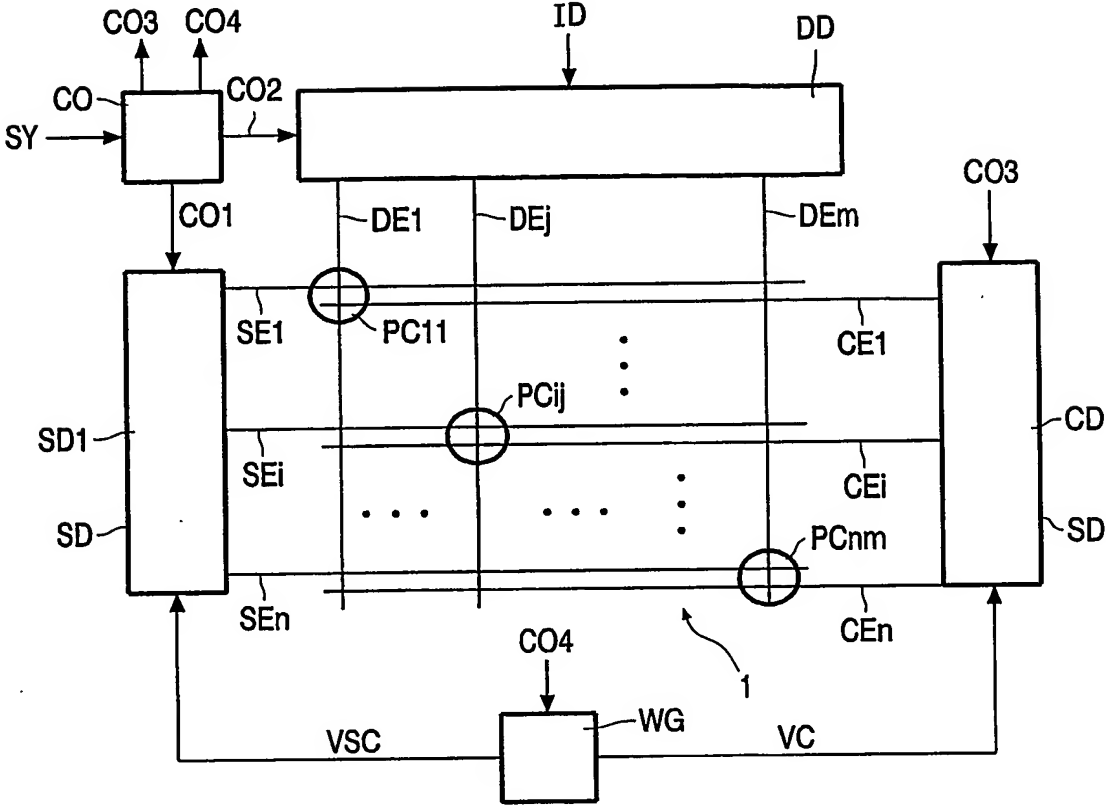 CO3
CO4
ID
DD
CO
CO2
SY
CO1
DE1
DEj
DEm
CO3
SE1
PC11
CE1
PCij
SD1
CD
SEi
CEi
SD
SD
PCnm
SEn
CEn
CO4
1
WG
VSC
VC